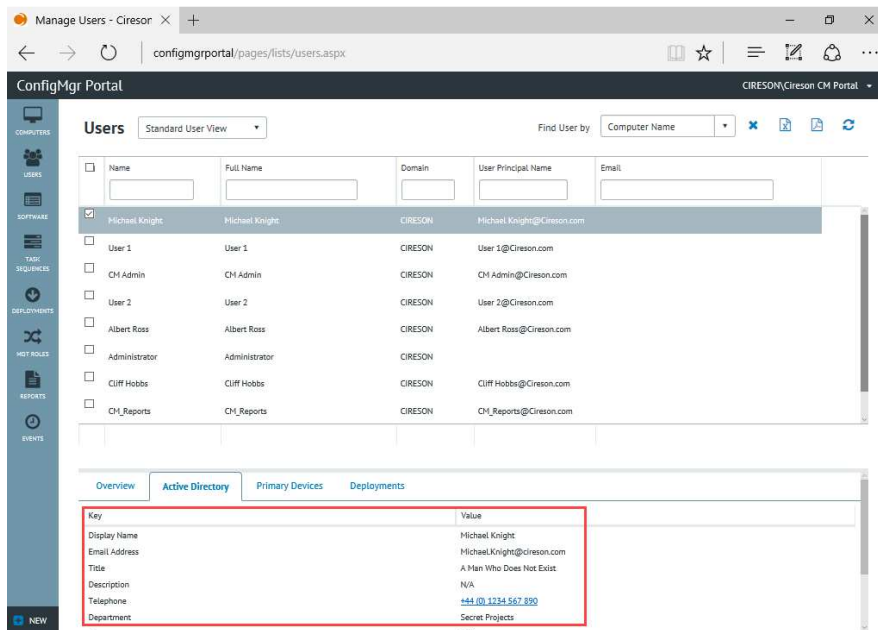 Manage Users - Cireson
configmgrportal/pages/lists/users.aspx
ConfigMgr Portal CIRESON\Cireson CM Portal
COMPUTERS
USERS
SOFTWARE
TASK
SEQUENCES
DEPLOYMENTS
MDT ROLES
REPORTS
EVENTS
NEW
Users Standard User View Find User by Computer Name
Name Full Name Domain User Principal Name Email
Michael Knight Michael Knight CIRESON Michael Knight@Cireson.com
User 1 User 1 CIRESON User 1@Cireson.com
CM Admin CM Admin CIRESON CM Admin@Cireson.com
User 2 User 2 CIRESON User 2@Cireson.com
Albert Ross Albert Ross CIRESON Albert Ross@Cireson.com
Administrator Administrator CIRESON
Cliff Hobbs Cliff Hobbs CIRESON Cliff Hobbs@Cireson.com
CM_Reports CM_Reports CIRESON CM_Reports@Cireson.com
Overview Active Directory Primary Devices Deployments
Key Value
Display Name Michael Knight
Email Address Michael.Knight@cireson.com
Title A Man Who Does Not Exist
Description N/A
Telephone +44 (0) 1234 567 890
Department Secret Projects